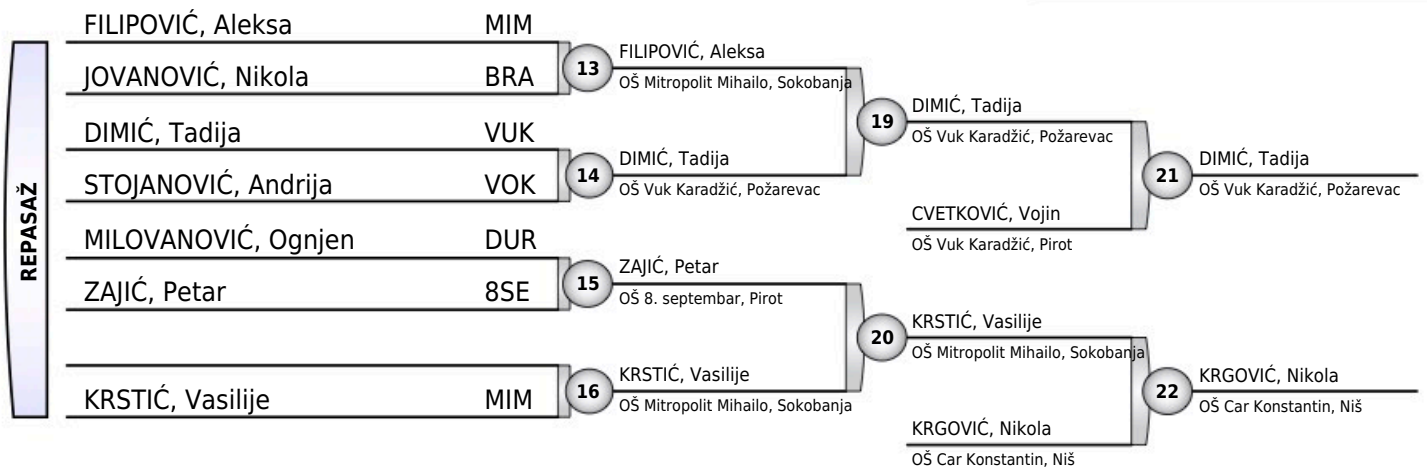 REPASAŽ
FILIPOVIĆ, Aleksa MIM
JOVANOVIĆ, Nikola BRA
DIMIĆ, Tadija VUK
STOJANOVIĆ, Andrija VOK
MILOVANOVIĆ, Ognjen DUR
ZAJIĆ, Petar 8SE
KRSTIĆ, Vasilije MIM
13
FILIPOVIĆ, Aleksa
OŠ Mitropolit Mihailo, Sokobanja
14
DIMIĆ, Tadija
OŠ Vuk Karadžić, Požarevac
15
ZAJIĆ, Petar
OŠ 8. septembar, Pirot
16
KRSTIĆ, Vasilije
OŠ Mitropolit Mihailo, Sokobanja
19
DIMIĆ, Tadija
OŠ Vuk Karadžić, Požarevac
CVETKOVIĆ, Vojin
OŠ Vuk Karadžić, Pirot
20
KRSTIĆ, Vasilije
OŠ Mitropolit Mihailo, Sokobanja
KRGOVIĆ, Nikola
OŠ Car Konstantin, Niš
21
DIMIĆ, Tadija
OŠ Vuk Karadžić, Požarevac
22
KRGOVIĆ, Nikola
OŠ Car Konstantin, Niš